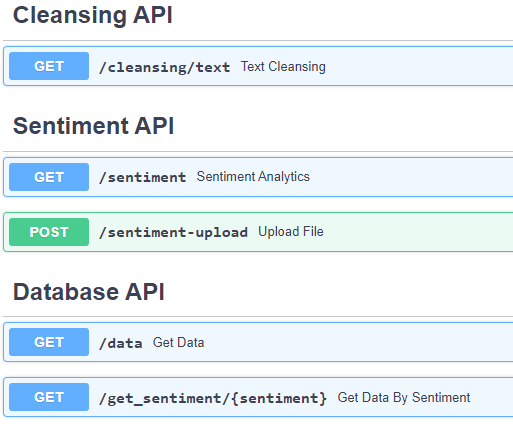 Cleansing API
GET /cleansing/text Text Cleansing
Sentiment API
GET /sentiment Sentiment Analytics
POST /sentiment-upload Upload File
Database API
GET /data Get Data
GET /get_sentiment/{sentiment} Get Data By Sentiment